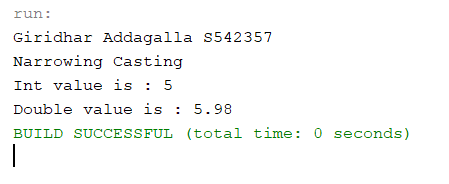 run:
Giridhar Addagalla S542357
Narrowing Casting
Int value is : 5
Double value is : 5.98
BUILD SUCCESSFUL (total time: 0 seconds)